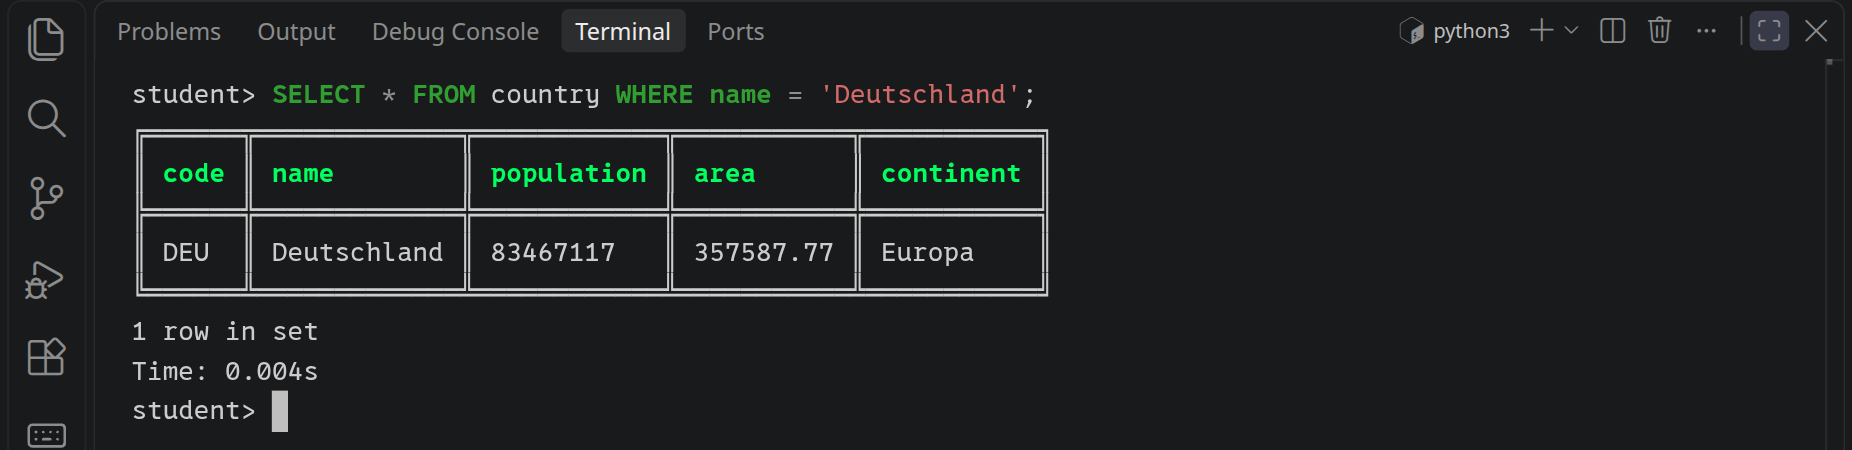 Problems Output Debug Console Terminal Ports python3
student> SELECT * FROM country WHERE name = 'Deutschland';
code name population area continent
DEU Deutschland 83467117 357587.77 Europa
1 row in set
Time: 0.004s
student>